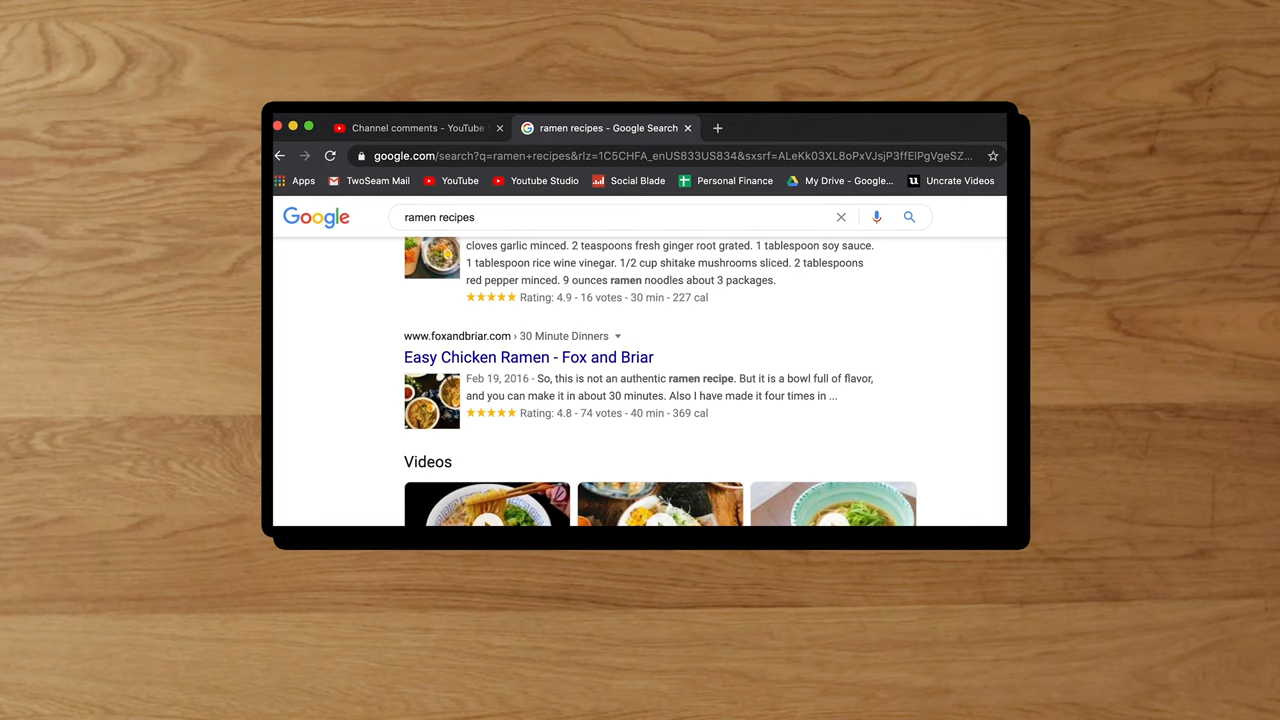 Channel comments - YouTube
ramen recipes - Google Search
google.com/search?q=ramen+recipes&rlz=1C5CHFA_enUS833US834&sxsrf=ALeKk03XL8oPxVJsjP3ffElPgVgeSZ...
Apps TwoSeam Mail YouTube Youtube Studio Social Blade Personal Finance My Drive - Google... Uncrate Videos
Google ramen recipes
cloves garlic minced. 2 teaspoons fresh ginger root grated. 1 tablespoon soy sauce.
1 tablespoon rice wine vinegar. 1/2 cup shitake mushrooms sliced. 2 tablespoons
red pepper minced. 9 ounces ramen noodles about 3 packages.
Rating: 4.9 - 16 votes - 30 min - 227 cal
www.foxandbriar.com › 30 Minute Dinners
Easy Chicken Ramen - Fox and Briar
Feb 19, 2016 - So, this is not an authentic ramen recipe. But it is a bowl full of flavor,
and you can make it in about 30 minutes. Also I have made it four times in ...
Rating: 4.8 - 74 votes - 40 min - 369 cal
Videos